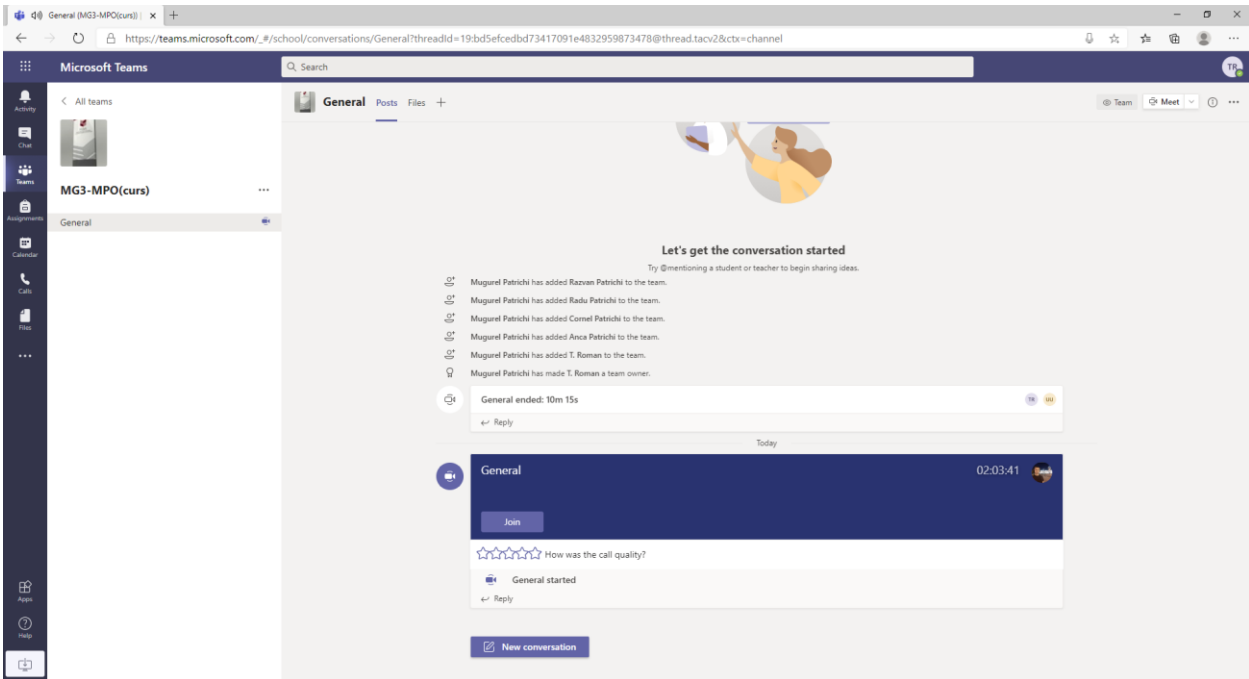 General (MG3-MPO(curs)) |
https://teams.microsoft.com/_#/school/conversations/General?threadId=19:bd5efcedbd73417091e4832959873478@thread.tacv2&ctx=channel
Microsoft Teams
Search
TR
Activity
Chat
Teams
Assignments
Calendar
Calls
Files
Apps
Help
All teams
MG3-MPO(curs)
General
General Posts Files
Team
Meet
Let's get the conversation started
Try @mentioning a student or teacher to begin sharing ideas.
Mugurel Patrichi has added Razvan Patrichi to the team.
Mugurel Patrichi has added Radu Patrichi to the team.
Mugurel Patrichi has added Cornel Patrichi to the team.
Mugurel Patrichi has added Anca Patrichi to the team.
Mugurel Patrichi has added T. Roman to the team.
Mugurel Patrichi has made T. Roman a team owner.
General ended: 10m 15s
TR UU
Reply
Today
General 02:03:41
Join
How was the call quality?
General started
Reply
New conversation